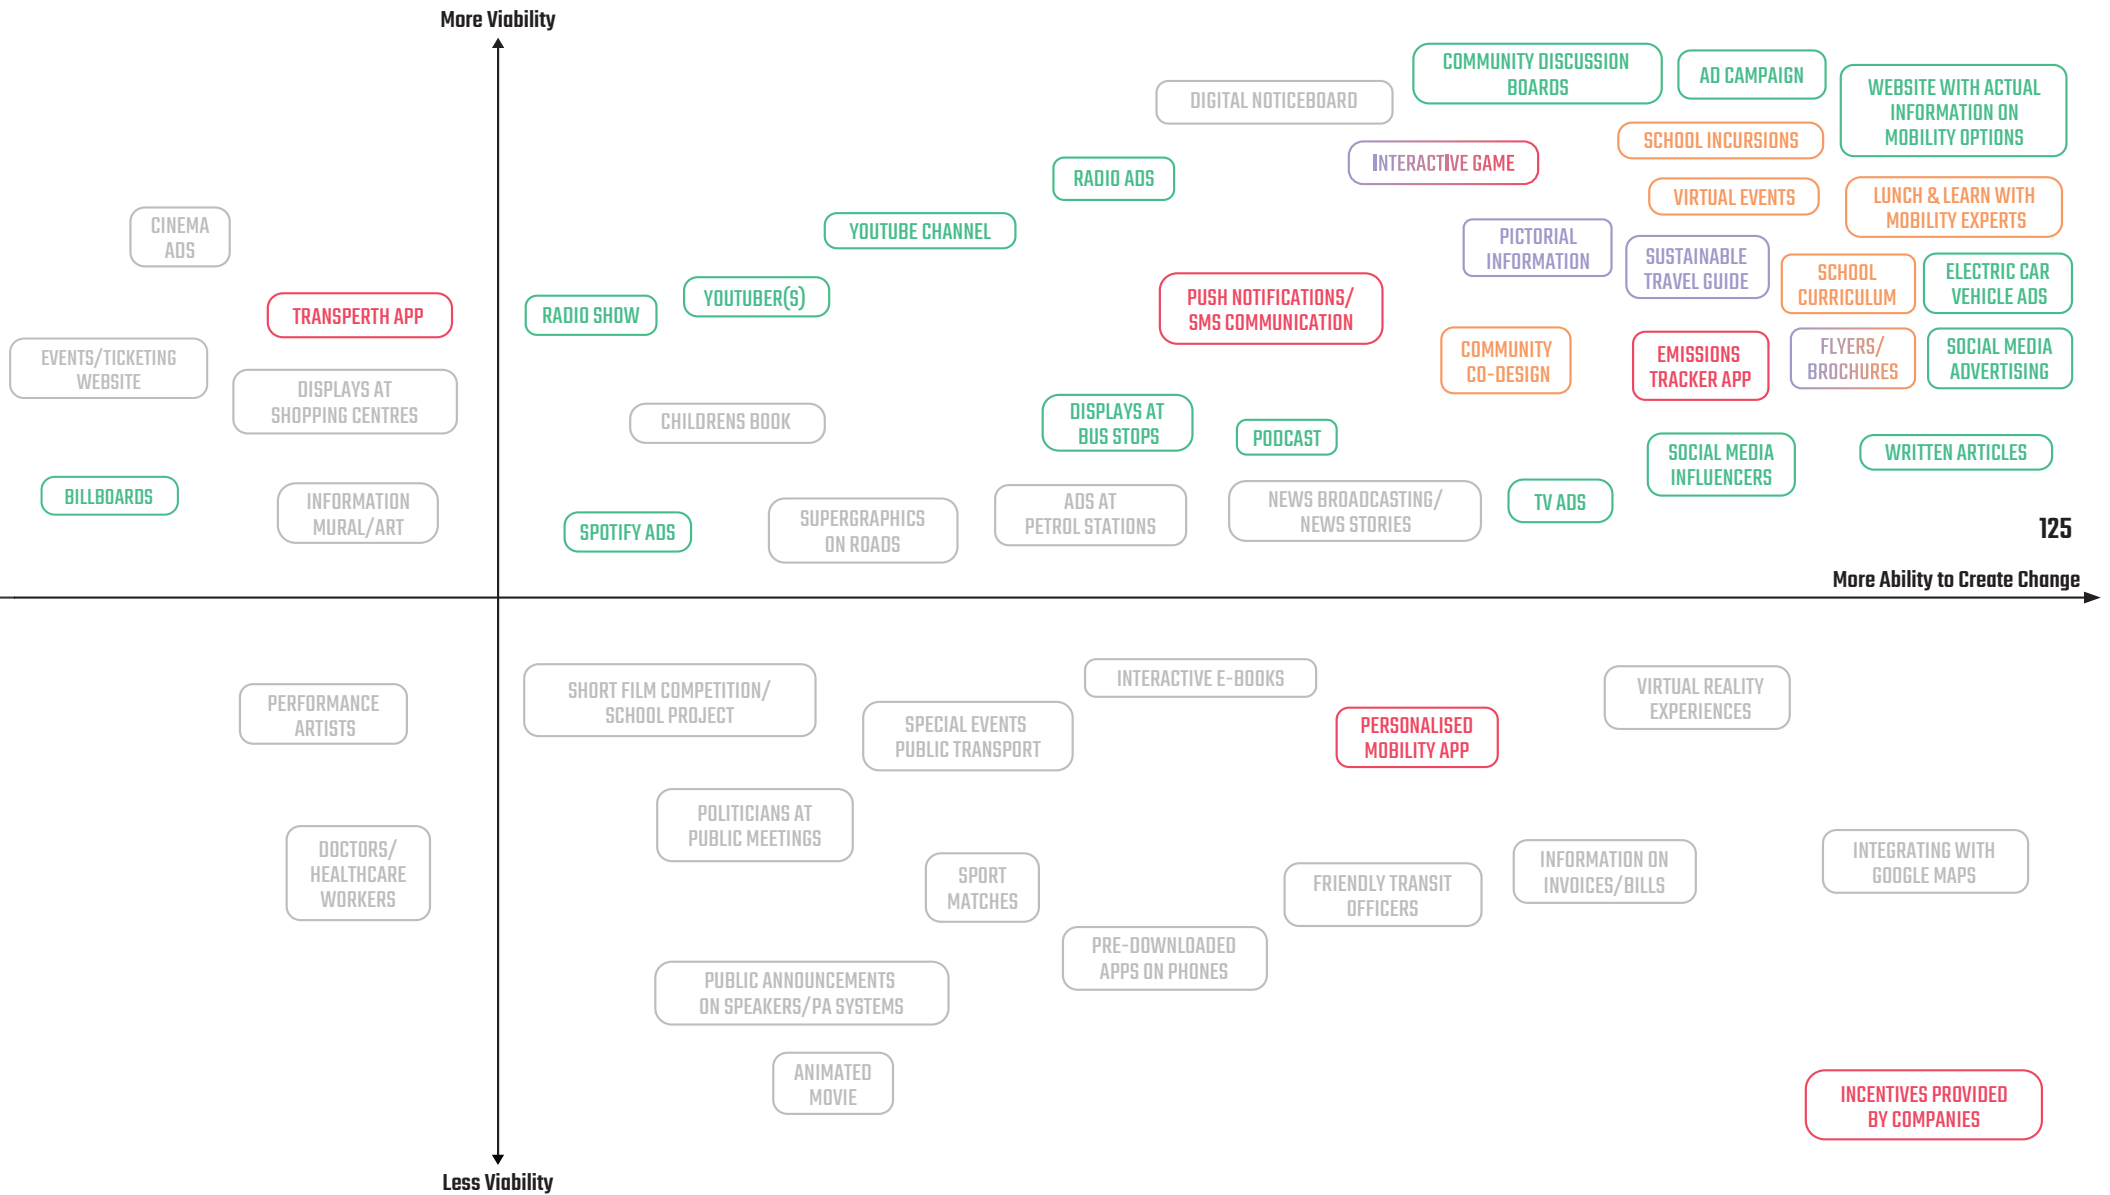 More Viability
COMMUNITY DISCUSSION
BOARDS
AD CAMPAIGN
WEBSITE WITH ACTUAL
INFORMATION ON
MOBILITY OPTIONS
DIGITAL NOTICEBOARD
SCHOOL INCURSIONS
INTERACTIVE GAME
RADIO ADS
VIRTUAL EVENTS
LUNCH & LEARN WITH
MOBILITY EXPERTS
CINEMA
ADS
YOUTUBE CHANNEL
PICTORIAL
INFORMATION
SUSTAINABLE
TRAVEL GUIDE
SCHOOL
CURRICULUM
ELECTRIC CAR
VEHICLE ADS
TRANSPERTH APP
RADIO SHOW
YOUTUBER(S)
PUSH NOTIFICATIONS/
SMS COMMUNICATION
EVENTS/TICKETING
WEBSITE
DISPLAYS AT
SHOPPING CENTRES
COMMUNITY
CO-DESIGN
EMISSIONS
TRACKER APP
FLYERS/
BROCHURES
SOCIAL MEDIA
ADVERTISING
CHILDRENS BOOK
DISPLAYS AT
BUS STOPS
PODCAST
SOCIAL MEDIA
INFLUENCERS
WRITTEN ARTICLES
BILLBOARDS
INFORMATION
MURAL/ART
SPOTIFY ADS
SUPERGRAPHICS
ON ROADS
ADS AT
PETROL STATIONS
NEWS BROADCASTING/
NEWS STORIES
TV ADS
125
More Ability to Create Change
PERFORMANCE
ARTISTS
SHORT FILM COMPETITION/
SCHOOL PROJECT
SPECIAL EVENTS
PUBLIC TRANSPORT
INTERACTIVE E-BOOKS
PERSONALISED
MOBILITY APP
VIRTUAL REALITY
EXPERIENCES
DOCTORS/
HEALTHCARE
WORKERS
POLITICIANS AT
PUBLIC MEETINGS
SPORT
MATCHES
FRIENDLY TRANSIT
OFFICERS
INFORMATION ON
INVOICES/BILLS
INTEGRATING WITH
GOOGLE MAPS
PRE-DOWNLOADED
APPS ON PHONES
PUBLIC ANNOUNCEMENTS
ON SPEAKERS/PA SYSTEMS
ANIMATED
MOVIE
INCENTIVES PROVIDED
BY COMPANIES
Less Viability